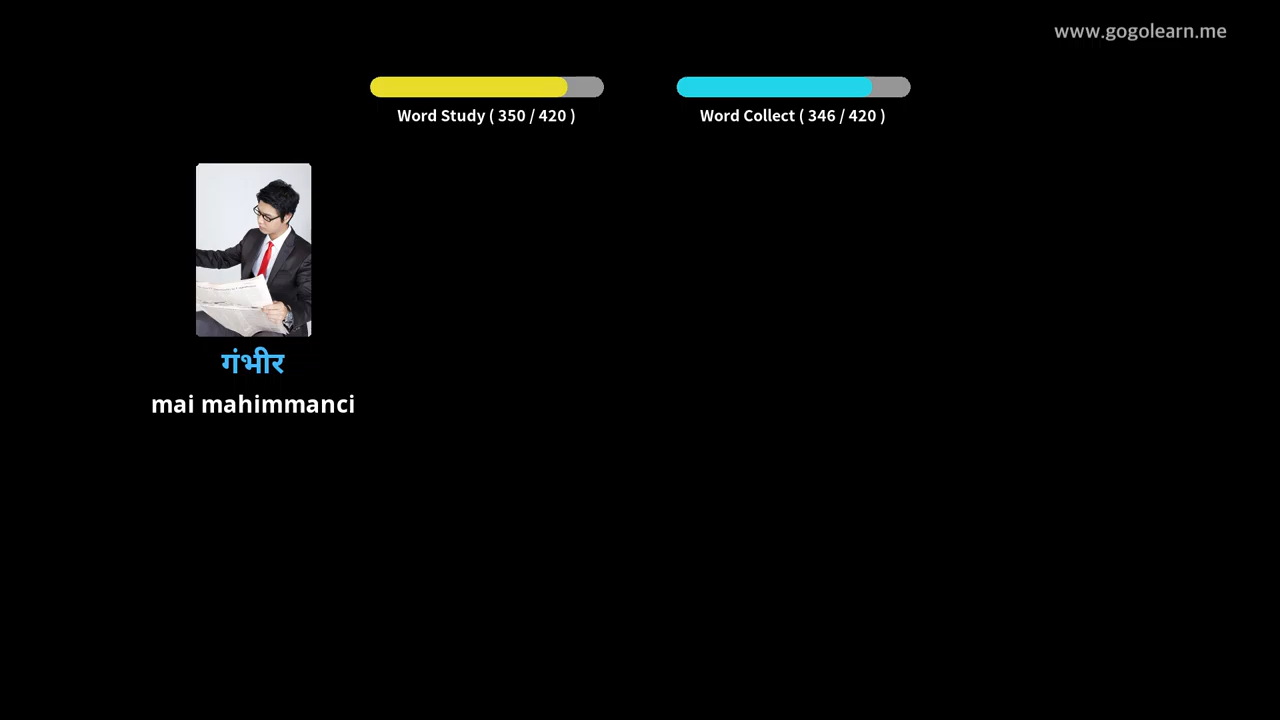 www.gogolearn.me
Word Study ( 350 / 420 )
Word Collect ( 346 / 420 )
गंभीर
mai mahimmanci